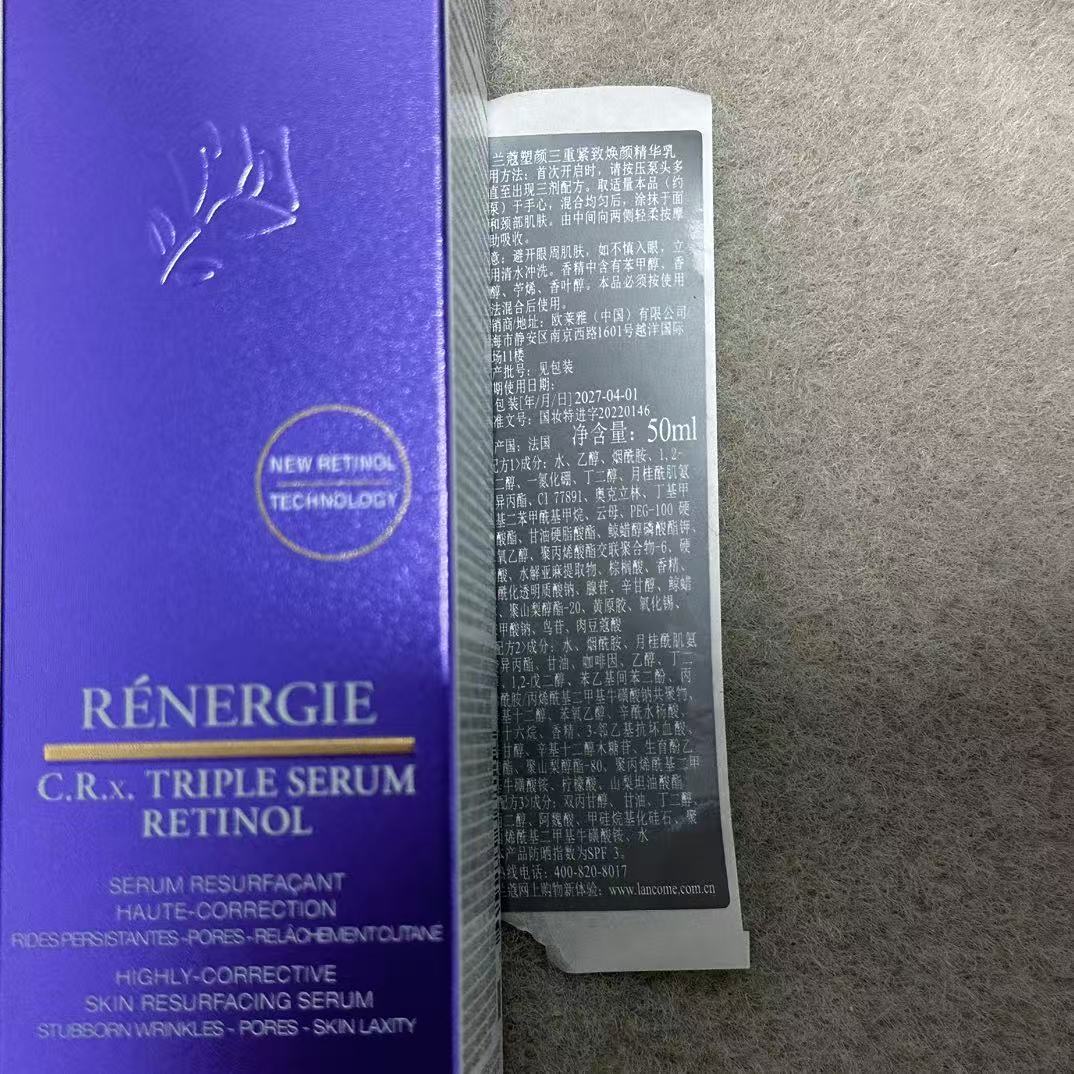 NEW RETINOL
TECHNOLOGY
RÉNERGIE
C.R.x. TRIPLE SERUM
RETINOL
SERUM RESURFAÇANT
HAUTE-CORRECTION
RIDES PERSISTANTES - PORES - RELÂCHEMENT CUTANÉ
HIGHLY-CORRECTIVE
SKIN RESURFACING SERUM
STUBBORN WRINKLES - PORES - SKIN LAXITY
兰蔻塑颜三重紧致焕颜精华乳
用方法：首次开启时，请按压泵头多
直至出现三剂配方。取适量本品（约
泵）于手心，混合均匀后，涂抹于面
和颈部肌肤。由中间向两侧轻柔按摩
助吸收。
意：避开眼周肌肤，如不慎入眼，立
用清水冲洗。香精中含有苯甲醇、香
醇、苧烯、香叶醇。本品必须按使用
法混合后使用。
销商/地址：欧莱雅（中国）有限公司/
海市静安区南京西路1601号越洋国际
场11楼
产批号：见包装
期使用日期：
包装[年/月/日] 2027-04-01
准文号：国妆特进字20220146
产国：法国 净含量：50ml
配方1>成分：水、乙醇、烟酰胺、1,2-
二醇、一氮化硼、丁二醇、月桂酰肌氨
异丙酯、CI 77891、奥克立林、丁基甲
基二苯甲酰基甲烷、云母、PEG-100 硬
酸酯、甘油硬脂酸酯、鲸蜡醇磷酸酯钾、
氧乙醇、聚丙烯酸酯交联聚合物-6、硬
酸、水解亚麻提取物、棕榈酸、香精、
酰化透明质酸钠、腺苷、辛甘醇、鲸蜡
、聚山梨醇酯-20、黄原胶、氧化锡、
甲酸钠、鸟苷、肉豆蔻酸
配方2>成分：水、烟酰胺、月桂酰肌氨
异丙酯、甘油、咖啡因、乙醇、丁二
、1,2-戊二醇、苯乙基间苯二酚、丙
酰胺/丙烯酰基二甲基牛磺酸钠共聚物、
基十二醇、苯氧乙醇、辛酰水杨酸、
十六烷、香精、3-邻乙基抗坏血酸、
甘醇、辛基十二醇木糖苷、生育酚乙
酯、聚山梨醇酯-80、聚丙烯酰基二甲
牛磺酸铵、柠檬酸、山梨坦油酸酯
配方3>成分：双丙甘醇、甘油、丁二醇、
二醇、阿魏酸、甲硅烷基化硅石、聚
烯酰基二甲基牛磺酸铵、水
产品防晒指数为SPF 3。
线电话：400-820-8017
兰蔻网上购物新体验：www.lancome.com.cn